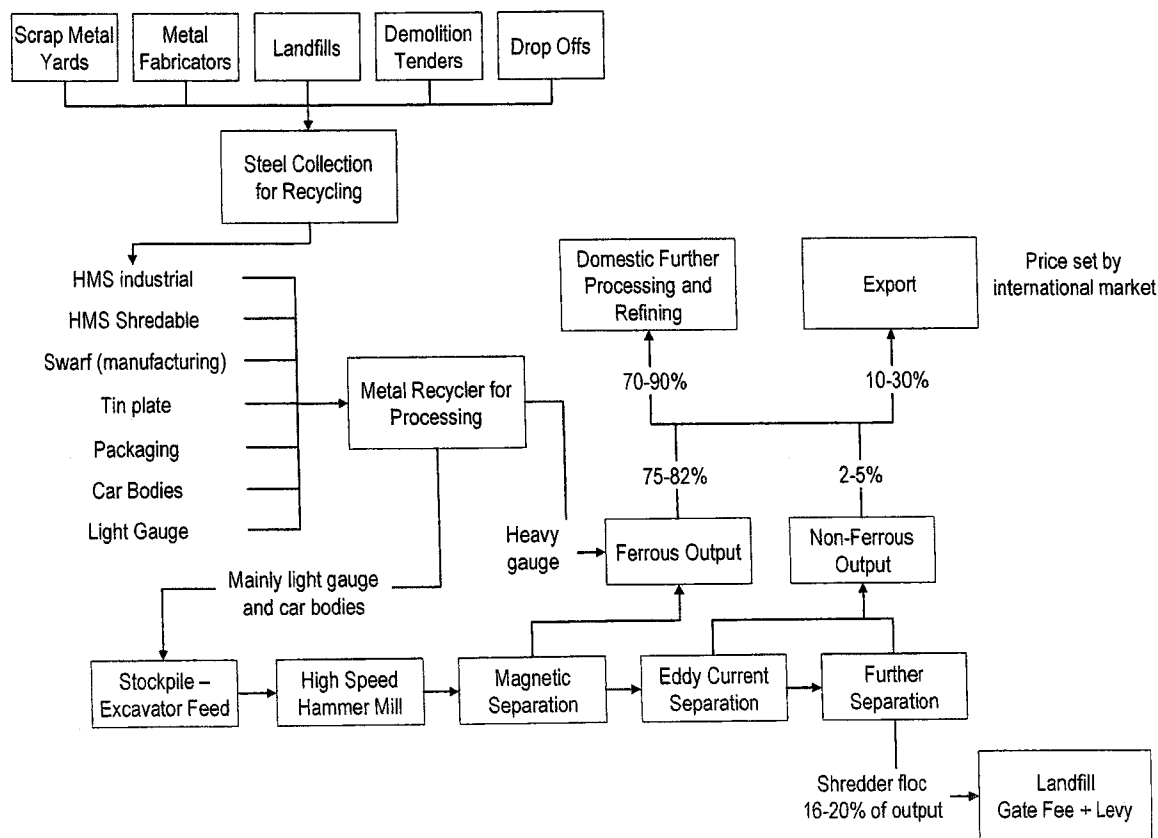 Scrap Metal
Yards
Metal
Fabricators
Landfills
Demolition
Tenders
Drop Offs
Steel Collection
for Recycling
HMS industrial
HMS Shredable
Swarf (manufacturing)
Tin plate
Packaging
Car Bodies
Light Gauge
Metal Recycler for
Processing
Domestic Further
Processing and
Refining
Export
Price set by
international market
70-90%
10-30%
75-82%
2-5%
Heavy
gauge
Ferrous Output
Non-Ferrous
Output
Mainly light gauge
and car bodies
Stockpile –
Excavator Feed
High Speed
Hammer Mill
Magnetic
Separation
Eddy Current
Separation
Further
Separation
Shredder floc
16-20% of output
Landfill
Gate Fee + Levy